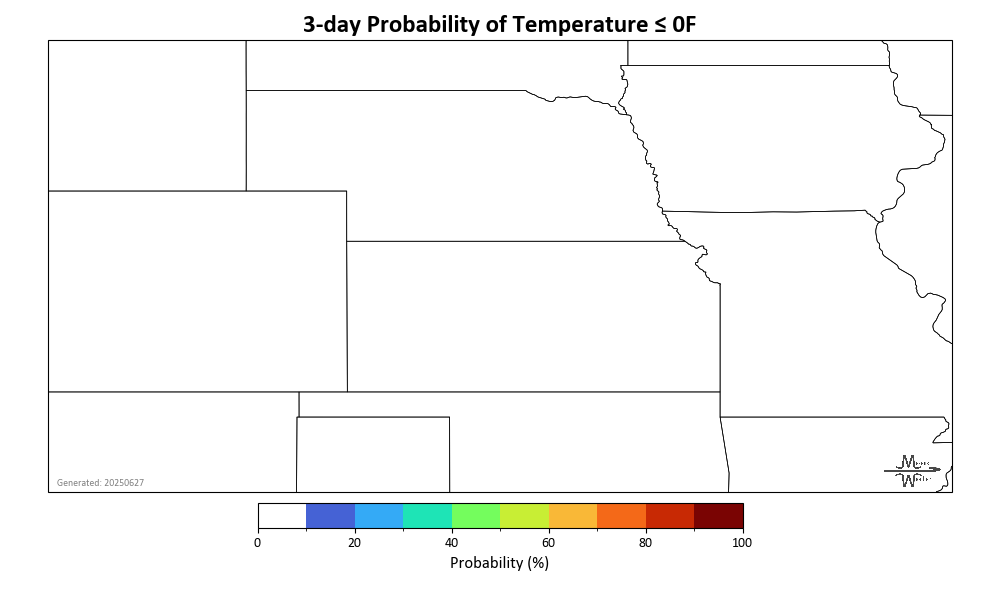 3-day Probability of Temperature ≤ 0F
Generated: 20250627
0 20 40 60 80 100
Probability (%)